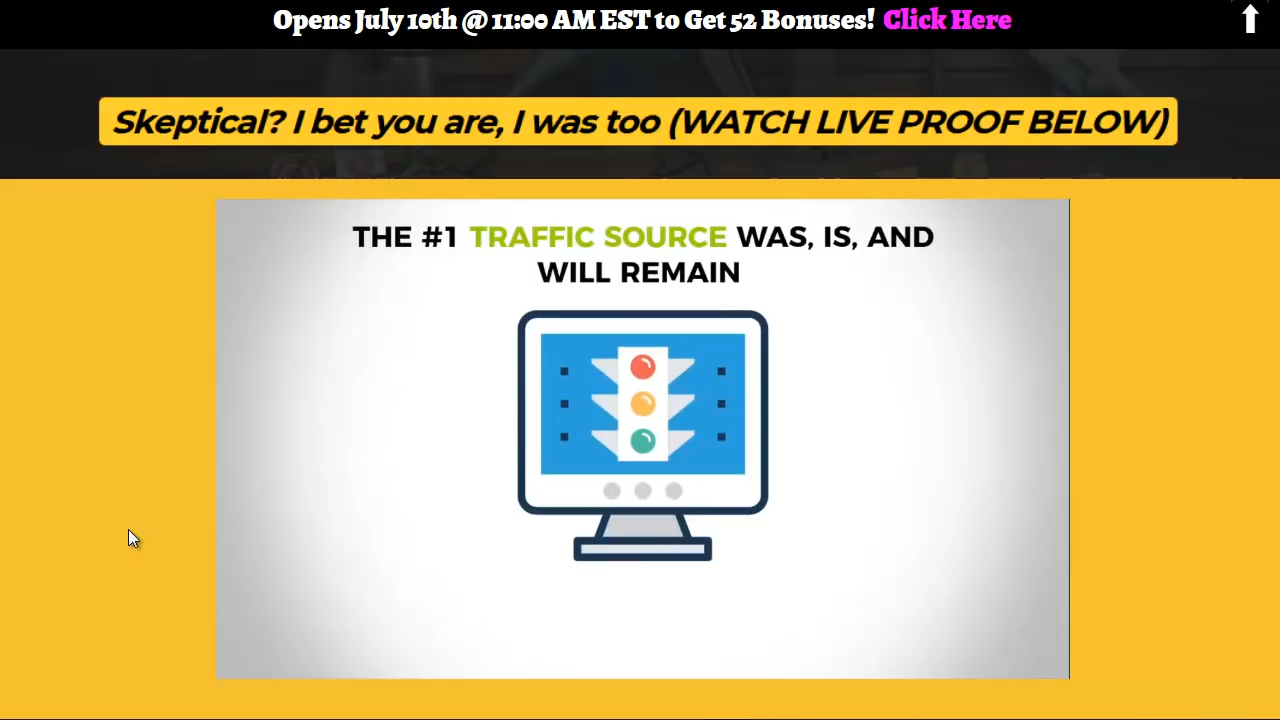 Opens July 10th @ 11:00 AM EST to Get 52 Bonuses! Click Here
Skeptical? I bet you are, I was too (WATCH LIVE PROOF BELOW)
THE #1 TRAFFIC SOURCE WAS, IS, AND
WILL REMAIN